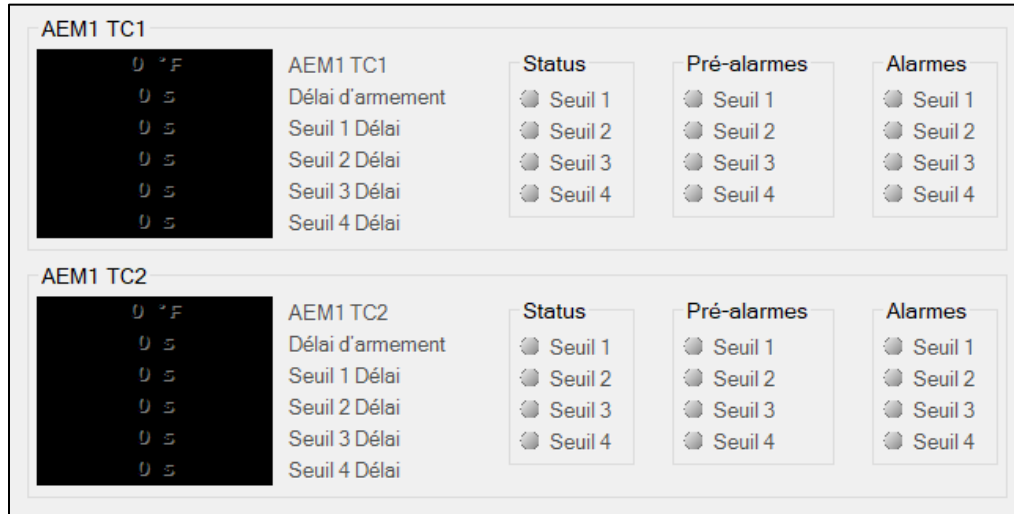 AEM1 TC1
0 °F AEM1 TC1
0 s Délai d'armement
0 s Seuil 1 Délai
0 s Seuil 2 Délai
0 s Seuil 3 Délai
0 s Seuil 4 Délai
Status
Seuil 1
Seuil 2
Seuil 3
Seuil 4
Pré-alarmes
Seuil 1
Seuil 2
Seuil 3
Seuil 4
Alarmes
Seuil 1
Seuil 2
Seuil 3
Seuil 4
AEM1 TC2
0 °F AEM1 TC2
0 s Délai d'armement
0 s Seuil 1 Délai
0 s Seuil 2 Délai
0 s Seuil 3 Délai
0 s Seuil 4 Délai
Status
Seuil 1
Seuil 2
Seuil 3
Seuil 4
Pré-alarmes
Seuil 1
Seuil 2
Seuil 3
Seuil 4
Alarmes
Seuil 1
Seuil 2
Seuil 3
Seuil 4